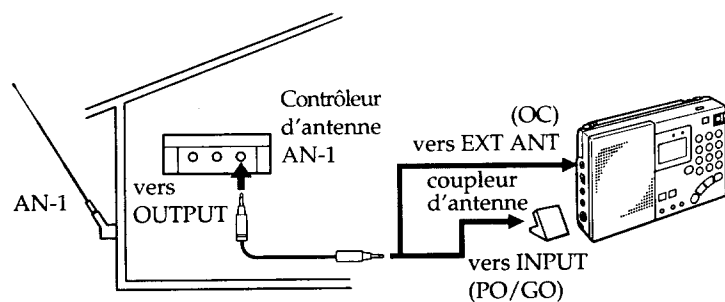 Contrôleur
d'antenne
AN-1
(OC)
vers EXT ANT
coupleur
d'antenne
vers
OUTPUT
AN-1
vers INPUT
(PO/GO)